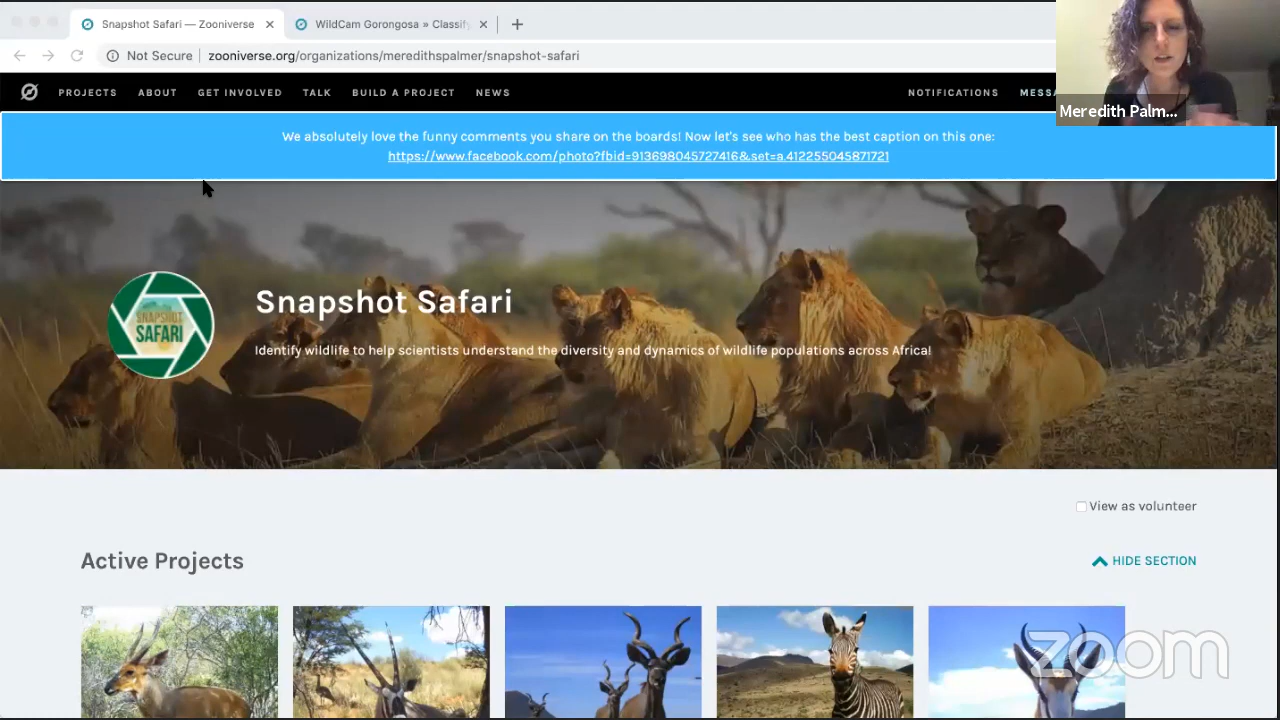 Snapshot Safari — Zooniverse
WildCam Gorongosa » Classify
Not Secure
zooniverse.org/organizations/meredithspalmer/snapshot-safari
PROJECTS ABOUT GET INVOLVED TALK BUILD A PROJECT NEWS
NOTIFICATIONS MESSA
Meredith Palm...
We absolutely love the funny comments you share on the boards! Now let's see who has the best caption on this one:
https://www.facebook.com/photo?fbid=913698045727416&set=a.412255045871721
SNAPSHOT
SAFARI
Snapshot Safari
Identify wildlife to help scientists understand the diversity and dynamics of wildlife populations across Africa!
View as volunteer
Active Projects
HIDE SECTION
zoom